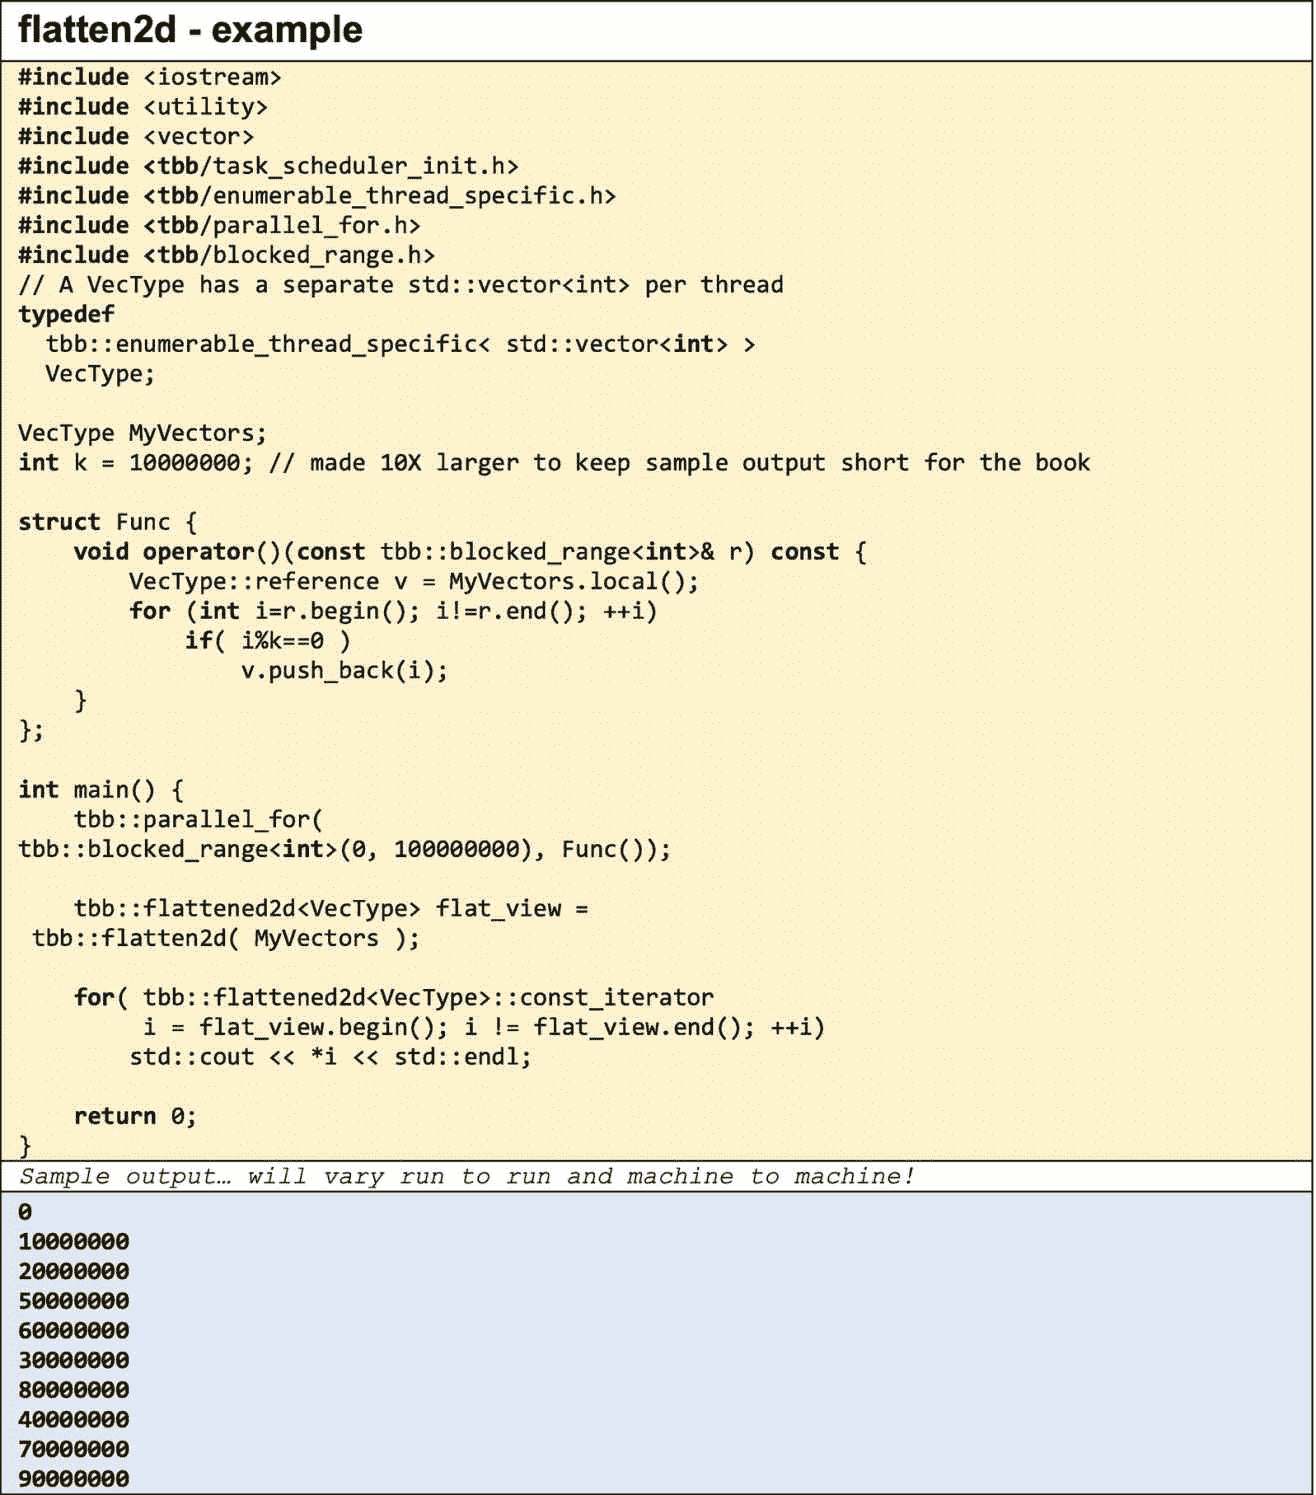 flatten2d - example
#include <iostream>
#include <utility>
#include <vector>
#include <tbb/task_scheduler_init.h>
#include <tbb/enumerable_thread_specific.h>
#include <tbb/parallel_for.h>
#include <tbb/blocked_range.h>
// A VecType has a separate std::vector<int> per thread
typedef
  tbb::enumerable_thread_specific< std::vector<int> >
  VecType;

VecType MyVectors;
int k = 10000000; // made 10X larger to keep sample output short for the book

struct Func {
    void operator()(const tbb::blocked_range<int>& r) const {
        VecType::reference v = MyVectors.local();
        for (int i=r.begin(); i!=r.end(); ++i)
            if( i%k==0 )
                v.push_back(i);
    }
};

int main() {
    tbb::parallel_for(
tbb::blocked_range<int>(0, 100000000), Func());

    tbb::flattened2d<VecType> flat_view =
 tbb::flatten2d( MyVectors );

    for( tbb::flattened2d<VecType>::const_iterator
         i = flat_view.begin(); i != flat_view.end(); ++i)
        std::cout << *i << std::endl;

    return 0;
}
Sample output… will vary run to run and machine to machine!
0
10000000
20000000
50000000
60000000
30000000
80000000
40000000
70000000
90000000